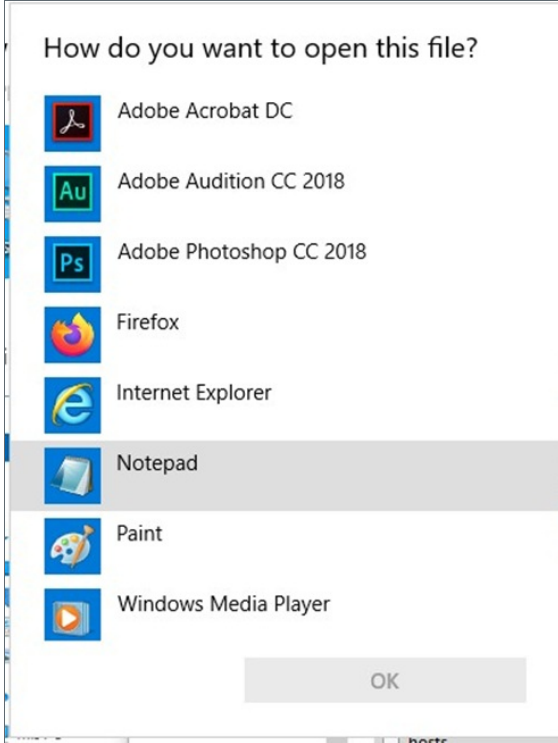 How do you want to open this file?
Adobe Acrobat DC
Au
Adobe Audition CC 2018
Ps
Adobe Photoshop CC 2018
Firefox
Internet Explorer
Notepad
Paint
Windows Media Player
OK
hosts